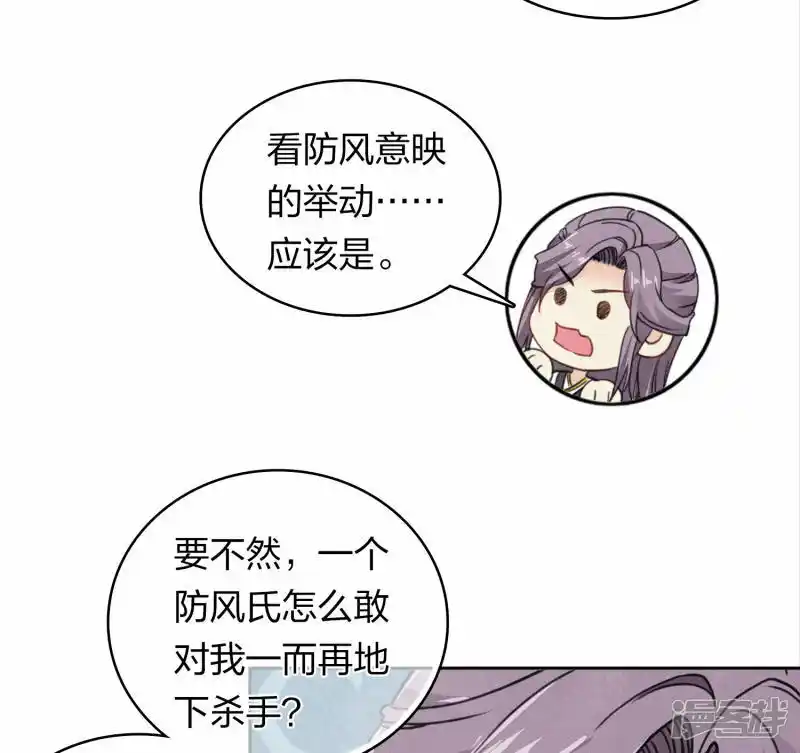 看防风意映
的举动……
应该是。
要不然，一个
防风氏怎么敢
对我一而再地
下杀手？
漫客栈